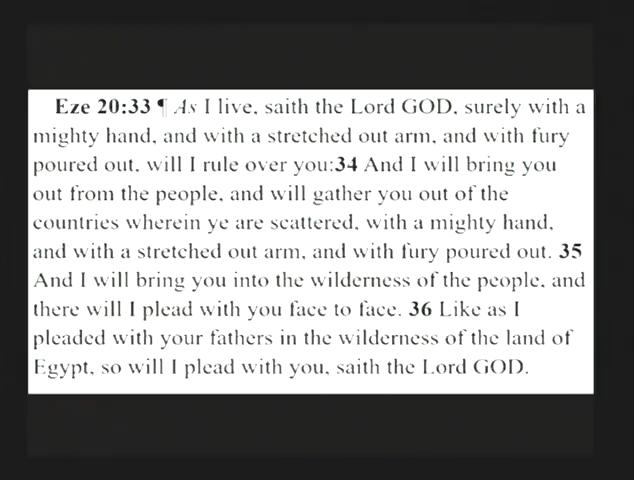 Eze 20:33 ¶ As I live, saith the Lord GOD, surely with a
mighty hand, and with a stretched out arm, and with fury
poured out, will I rule over you:34 And I will bring you
out from the people, and will gather you out of the
countries wherein ye are scattered, with a mighty hand,
and with a stretched out arm, and with fury poured out. 35
And I will bring you into the wilderness of the people, and
there will I plead with you face to face. 36 Like as I
pleaded with your fathers in the wilderness of the land of
Egypt, so will I plead with you, saith the Lord GOD.